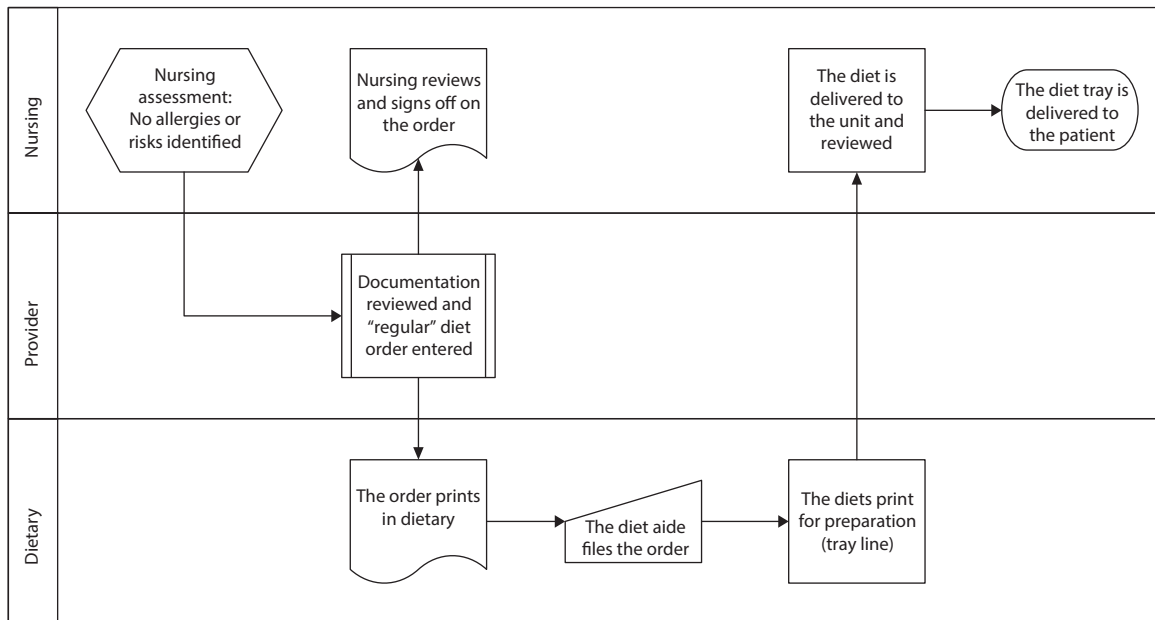 Nursing
Nursing
assessment:
No allergies or
risks identified
Nursing reviews
and signs off on
the order
The diet is
delivered to
the unit and
reviewed
The diet tray is
delivered to
the patient
Provider
Documentation
reviewed and
“regular” diet
order entered
Dietary
The order prints
in dietary
The diet aide
files the order
The diets print
for preparation
(tray line)